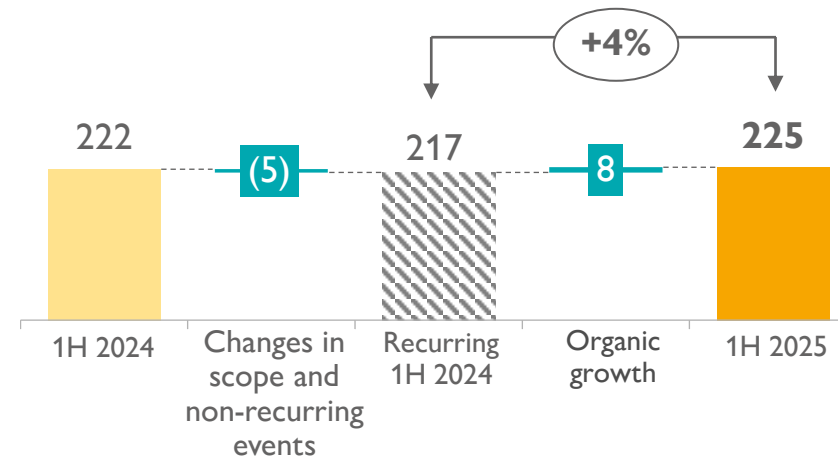 +4%
222
(5)
217
8
225
1H 2024
Changes in
scope and
non-recurring
events
Recurring
1H 2024
Organic
growth
1H 2025